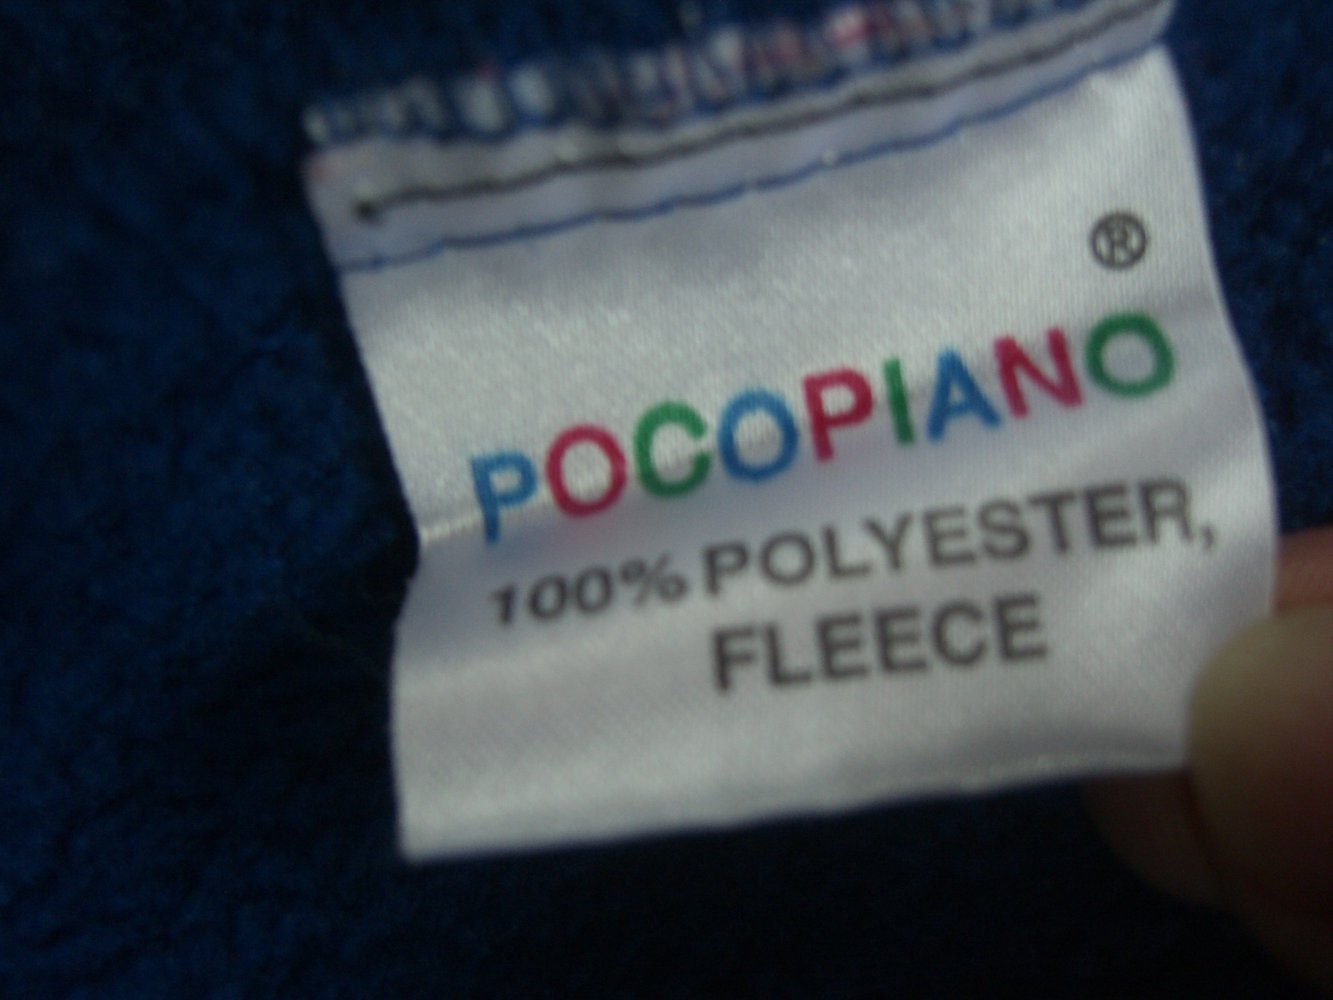 ®
POCOPIANO
100% POLYESTER,
FLEECE